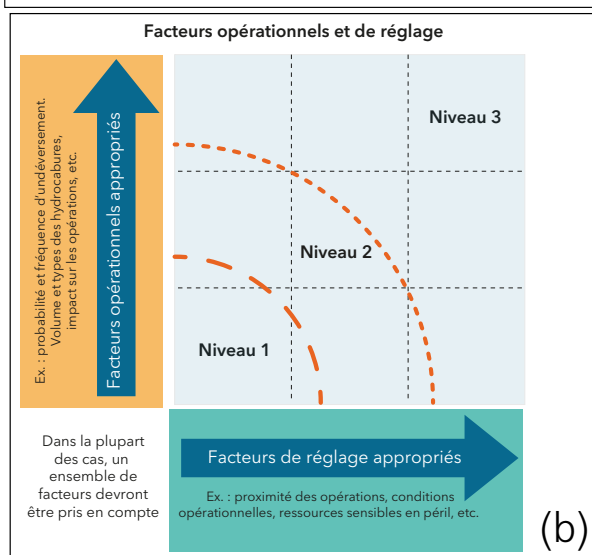 Facteurs opérationnels et de réglage
Ex. : probabilité et fréquence d'undéversement.
Volume et types des hydrocabures,
impact sur les opérations, etc.
Facteurs opérationnels appropriés
Niveau 3
Niveau 2
Niveau 1
Dans la plupart
des cas, un
ensemble de
facteurs devront
être pris en compte
Facteurs de réglage appropriés
Ex. : proximité des opérations, conditions
opérationnelles, ressources sensibles en péril, etc.
(b)